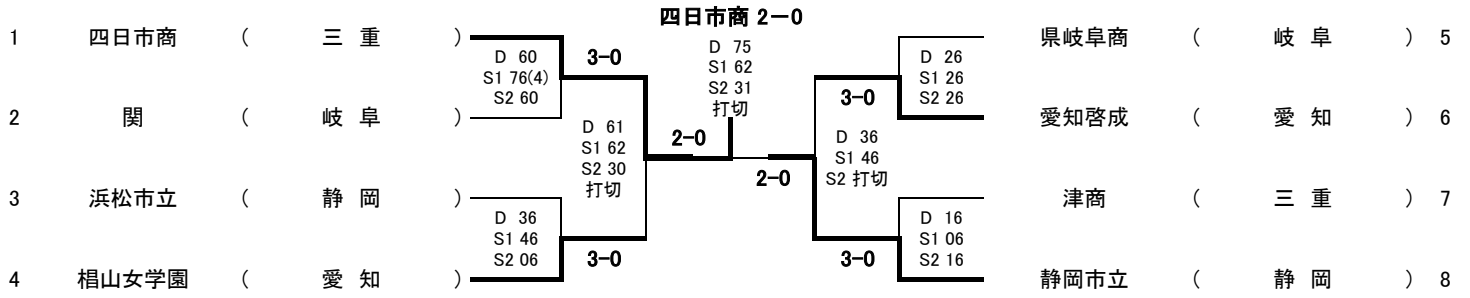 四日市商 2－0
1 四日市商 ( 三 重 )
D 60
S1 76(4)
S2 60
3-0
2 関 ( 岐 阜 )
D 61
S1 62
S2 30
打切
2-0
3 浜松市立 ( 静 岡 )
D 36
S1 46
S2 06
3-0
4 椙山女学園 ( 愛 知 )
D 75
S1 62
S2 31
打切
県岐阜商 ( 岐 阜 ) 5
D 26
S1 26
S2 26
3-0
愛知啓成 ( 愛 知 ) 6
D 36
S1 46
S2 打切
2-0
津商 ( 三 重 ) 7
D 16
S1 06
S2 16
3-0
静岡市立 ( 静 岡 ) 8